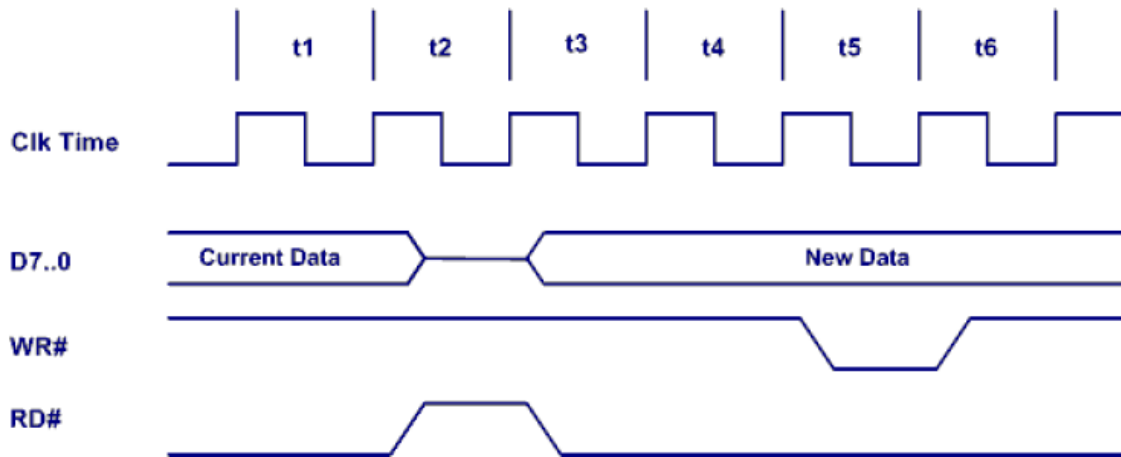 t1 t2 t3 t4 t5 t6
Clk Time
D7..0 Current Data New Data
WR#
RD#